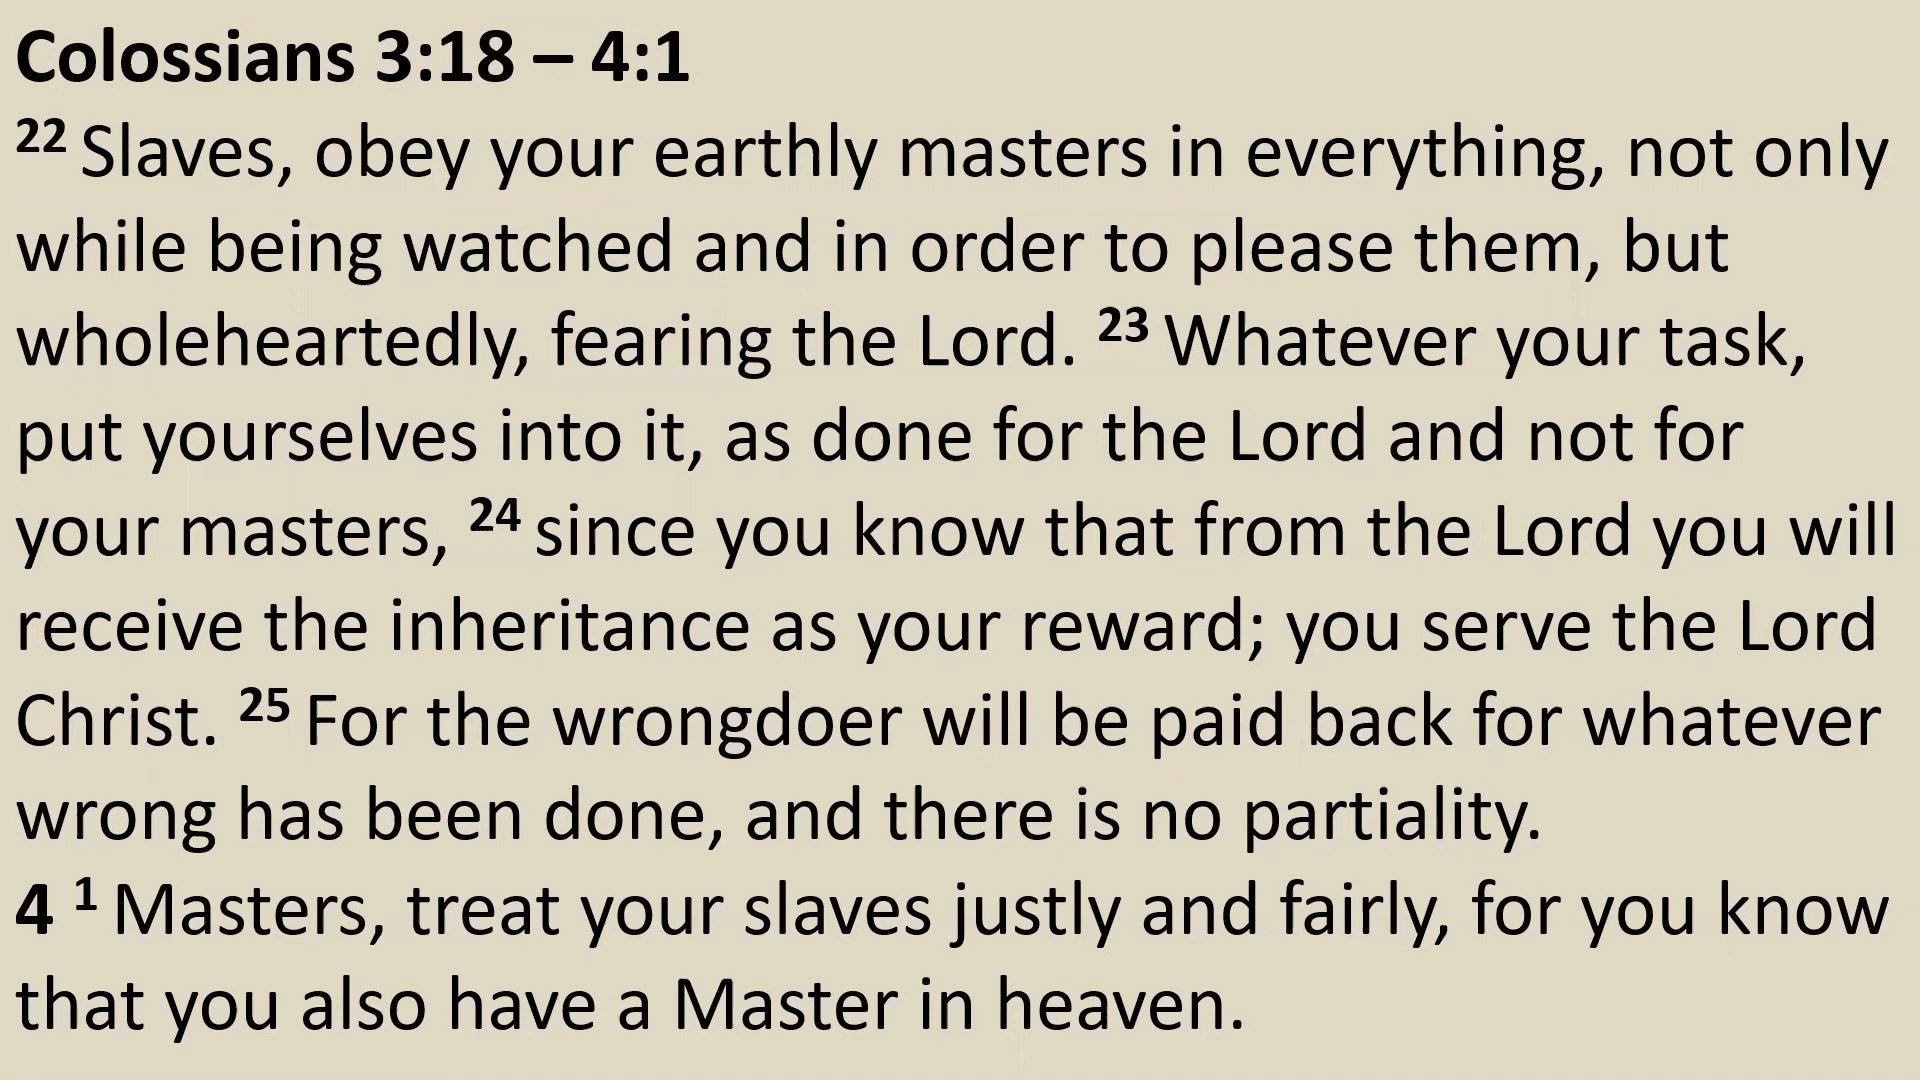 Colossians 3:18 – 4:1
22 Slaves, obey your earthly masters in everything, not only
while being watched and in order to please them, but
wholeheartedly, fearing the Lord. 23 Whatever your task,
put yourselves into it, as done for the Lord and not for
your masters, 24 since you know that from the Lord you will
receive the inheritance as your reward; you serve the Lord
Christ. 25 For the wrongdoer will be paid back for whatever
wrong has been done, and there is no partiality.
4 1 Masters, treat your slaves justly and fairly, for you know
that you also have a Master in heaven.